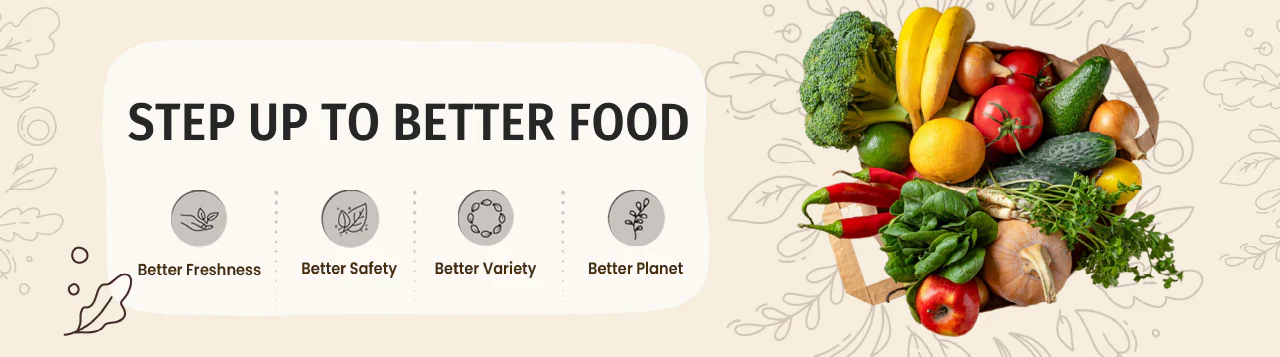 STEP UP TO BETTER FOOD
Better Freshness
Better Safety
Better Variety
Better Planet